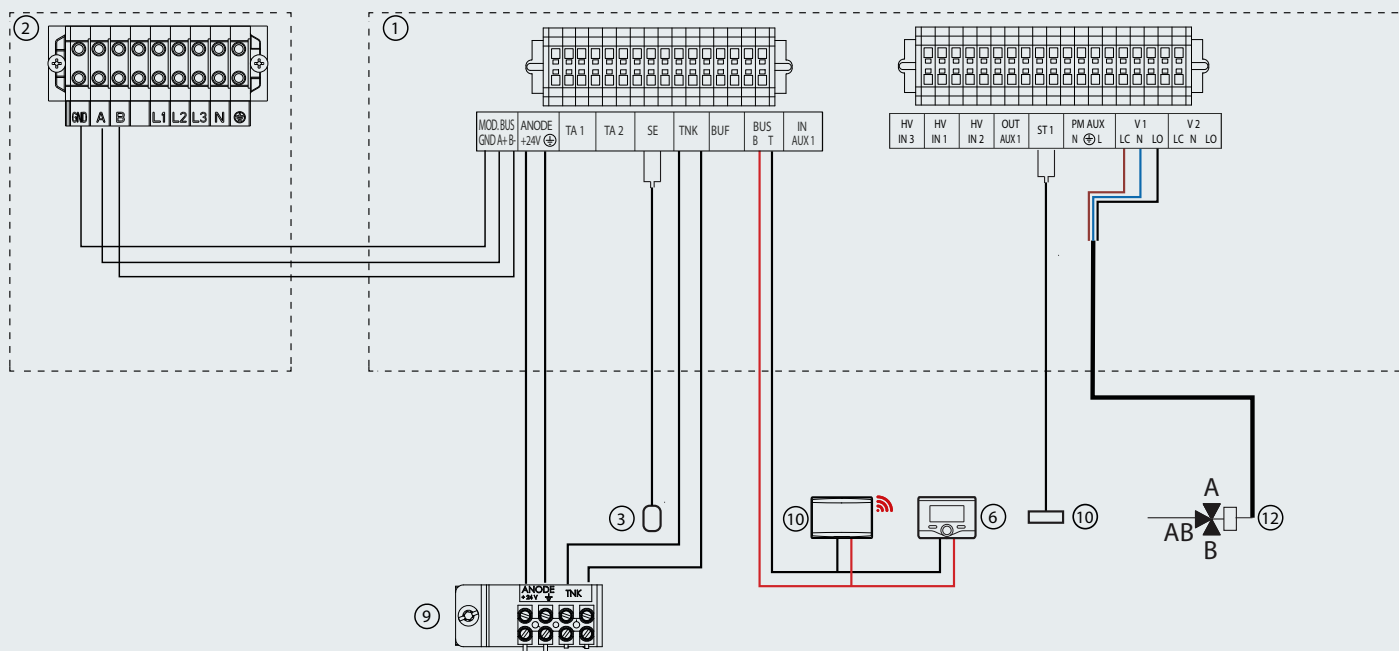 2
1
GND A B L1 L2 L3 N
MOD. BUS ANODE TA 1 TA 2 SE TNK BUF BUS IN
GND A+ B- +24V B T AUX 1
HV HV HV OUT ST 1 PM AUX V 1 V 2
IN 3 IN 1 IN 2 AUX 1 N L LC N LO LC N LO
3
10
6
10
A
12
AB
B
9
ANODE TNK
+24V